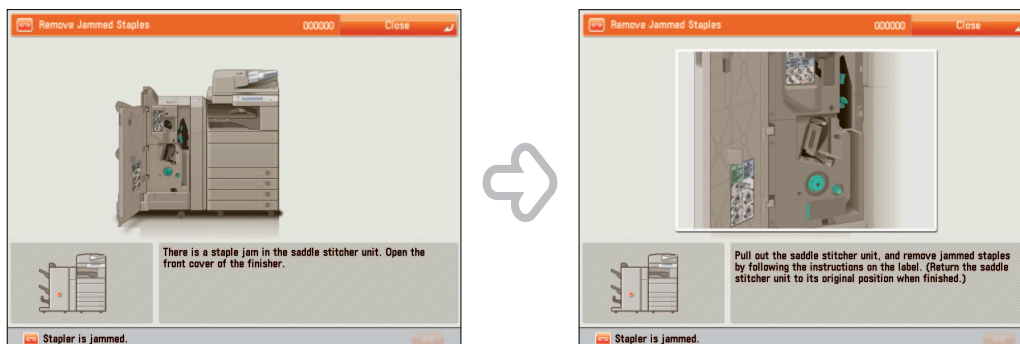 Remove Jammed Staples 000000 Close
There is a staple jam in the saddle stitcher unit. Open the
front cover of the finisher.
Stapler is jammed.
Remove Jammed Staples 000000 Close
Pull out the saddle stitcher unit, and remove jammed staples
by following the instructions on the label. (Return the saddle
stitcher unit to its original position when finished.)
Stapler is jammed.